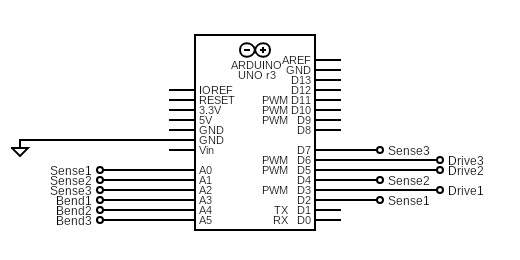 ARDUINO
UNO r3
AREF
GND
D13
IOREF D12
RESET PWM D11
3.3V PWM D10
5V PWM D9
GND D8
GND
Vin D7 Sense3
PWM D6 Drive3
Sense1 A0 PWM D5 Drive2
Sense2 A1 D4 Sense2
Sense3 A2 PWM D3 Drive1
Bend1 A3 D2 Sense1
Bend2 A4 TX D1
Bend3 A5 RX D0